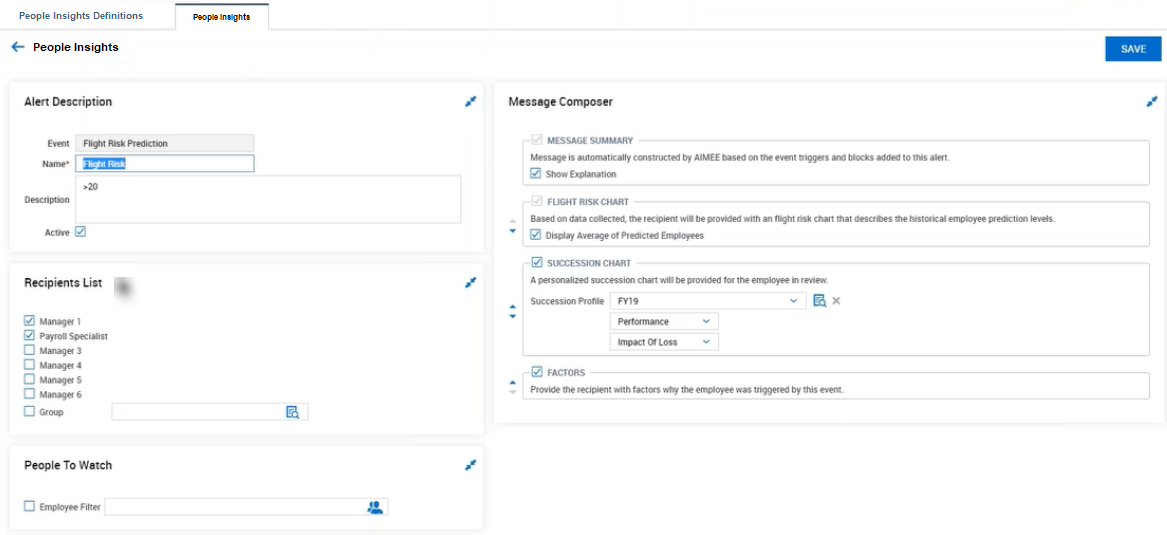 People Insights Definitions
People Insights
People Insights
SAVE
Alert Description
Event Flight Risk Prediction
Name* Flight Risk
Description >20
Active
Recipients List
Manager 1
Payroll Specialist
Manager 3
Manager 4
Manager 5
Manager 6
Group
People To Watch
Employee Filter
Message Composer
MESSAGE SUMMARY
Message is automatically constructed by AIMEE based on the event triggers and blocks added to this alert.
Show Explanation
FLIGHT RISK CHART
Based on data collected, the recipient will be provided with an flight risk chart that describes the historical employee prediction levels.
Display Average of Predicted Employees
SUCCESSION CHART
A personalized succession chart will be provided for the employee in review.
Succession Profile FY19
Performance
Impact Of Loss
FACTORS
Provide the recipient with factors why the employee was triggered by this event.